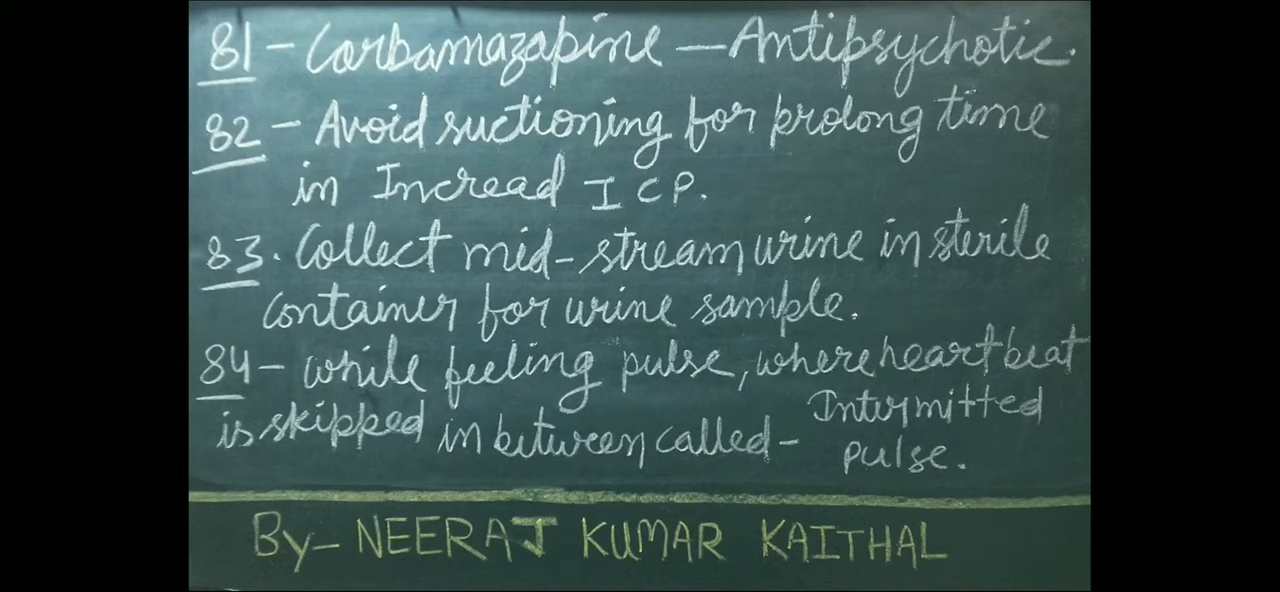 81 - Carbamazapine - Antipsychotic.
82 - Avoid suctioning for prolong time
in Incread ICP.
83. Collect mid-stream urine in sterile
container for urine sample.
84 - while feeling pulse, where heart beat
is skipped in between called - Intermitted
pulse.
By - NEERAJ KUMAR KAITHAL